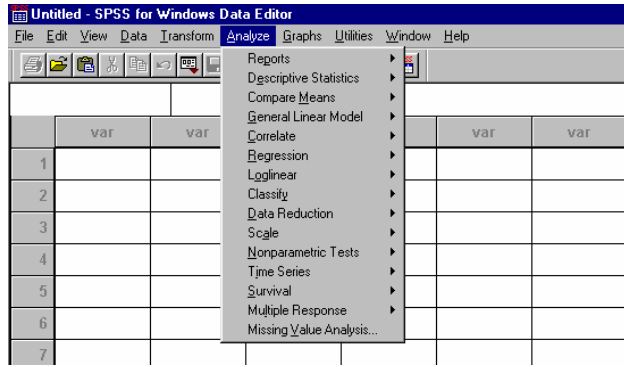 Untitled - SPSS for Windows Data Editor
File Edit View Data Transform Analyze Graphs Utilities Window Help
Reports
Descriptive Statistics
Compare Means
General Linear Model
var var var var
Correlate
1
Regression
Loglinear
2
Classify
Data Reduction
3
Scale
4
Nonparametric Tests
Time Series
5
Survival
6
Multiple Response
Missing Value Analysis...
7